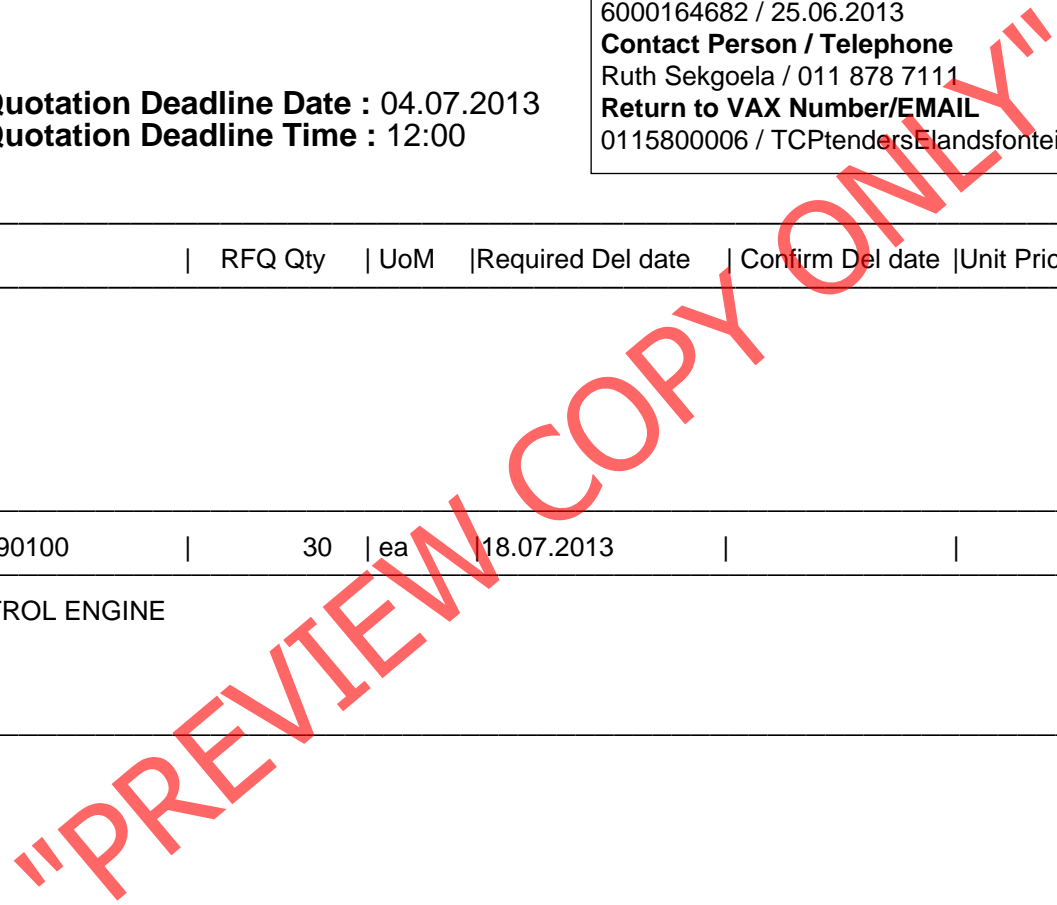 6000164682 / 25.06.2013
Contact Person / Telephone
Ruth Sekgoela / 011 878 7111
Quotation Deadline Date : 04.07.2013
Return to VAX Number/EMAIL
Quotation Deadline Time : 12:00
0115800006 / TCPtendersElandsfontei
| RFQ Qty | UoM |Required Del date | Confirm Del date |Unit Pric
90100 | 30 | ea |18.07.2013 | |
TROL ENGINE
"PREVIEW COPY ONLY"